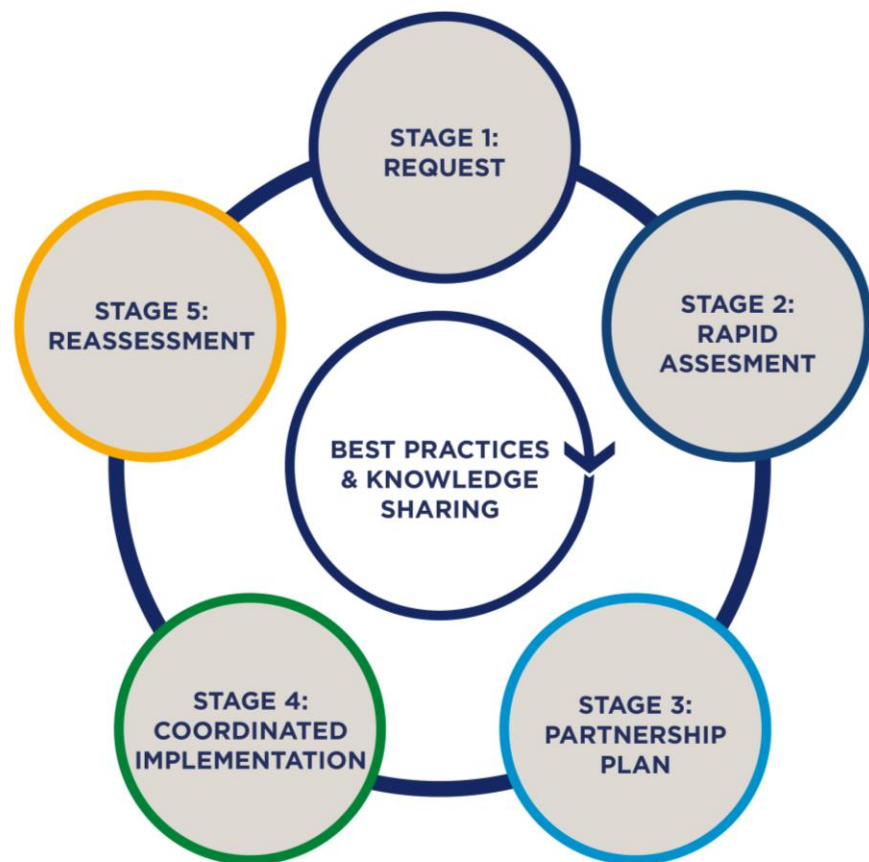 STAGE 1:
REQUEST
STAGE 2:
RAPID
ASSESMENT
STAGE 3:
PARTNERSHIP
PLAN
STAGE 4:
COORDINATED
IMPLEMENTATION
STAGE 5:
REASSESSMENT
BEST PRACTICES
& KNOWLEDGE
SHARING